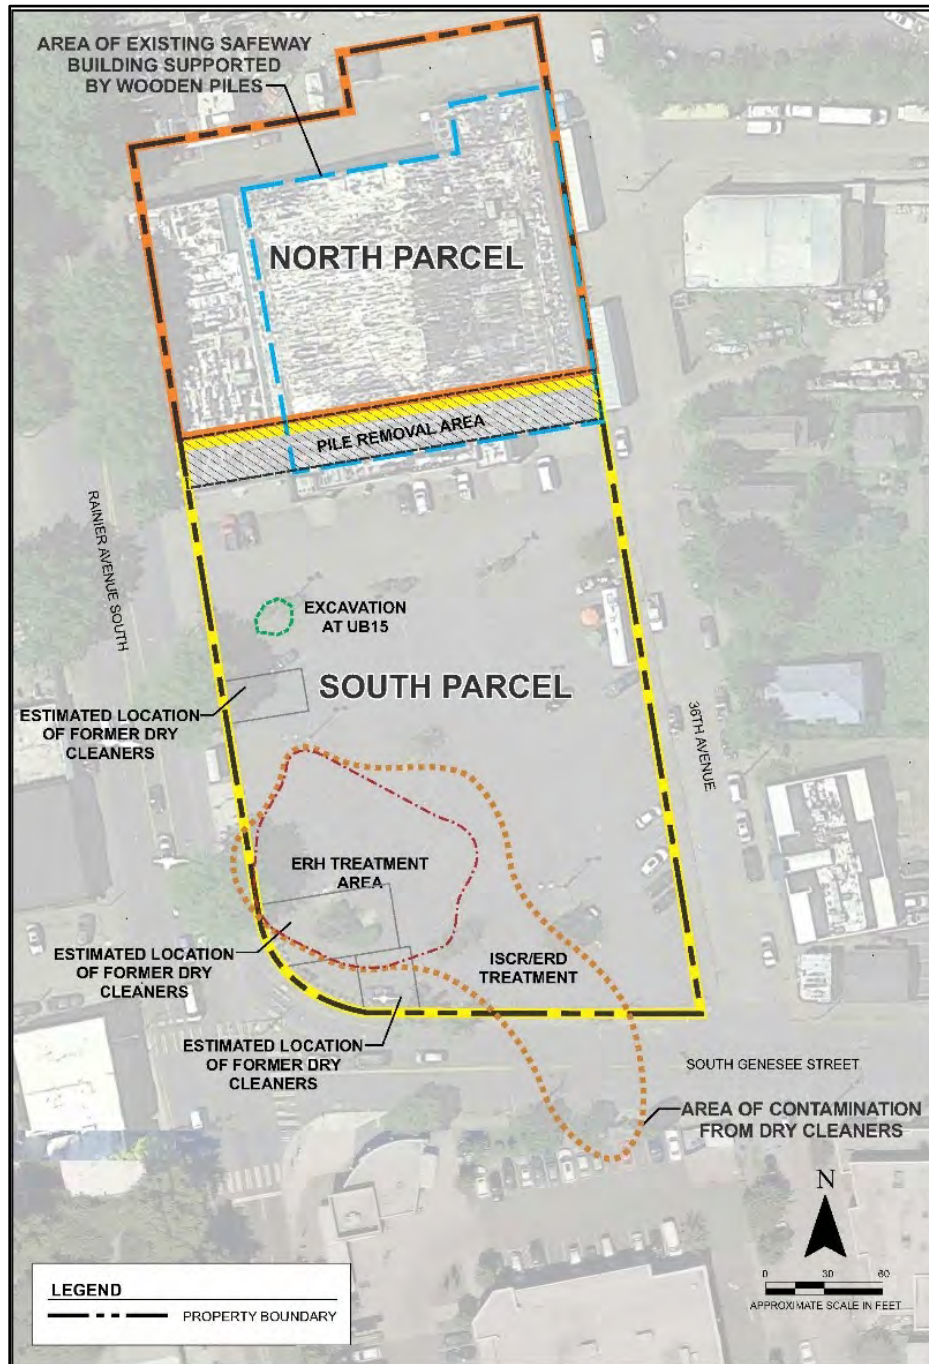 AREA OF EXISTING SAFEWAY
BUILDING SUPPORTED
BY WOODEN PILES
NORTH PARCEL
PILE REMOVAL AREA
RAINIER AVENUE SOUTH
EXCAVATION
AT UB15
SOUTH PARCEL
ESTIMATED LOCATION
OF FORMER DRY
CLEANERS
36TH AVENUE
ERH TREATMENT
AREA
ESTIMATED LOCATION
OF FORMER DRY
CLEANERS
ISCR/ERD
TREATMENT
ESTIMATED LOCATION
OF FORMER DRY
CLEANERS
SOUTH GENESEE STREET
AREA OF CONTAMINATION
FROM DRY CLEANERS
N
0 30 60
APPROXIMATE SCALE IN FEET
LEGEND
PROPERTY BOUNDARY